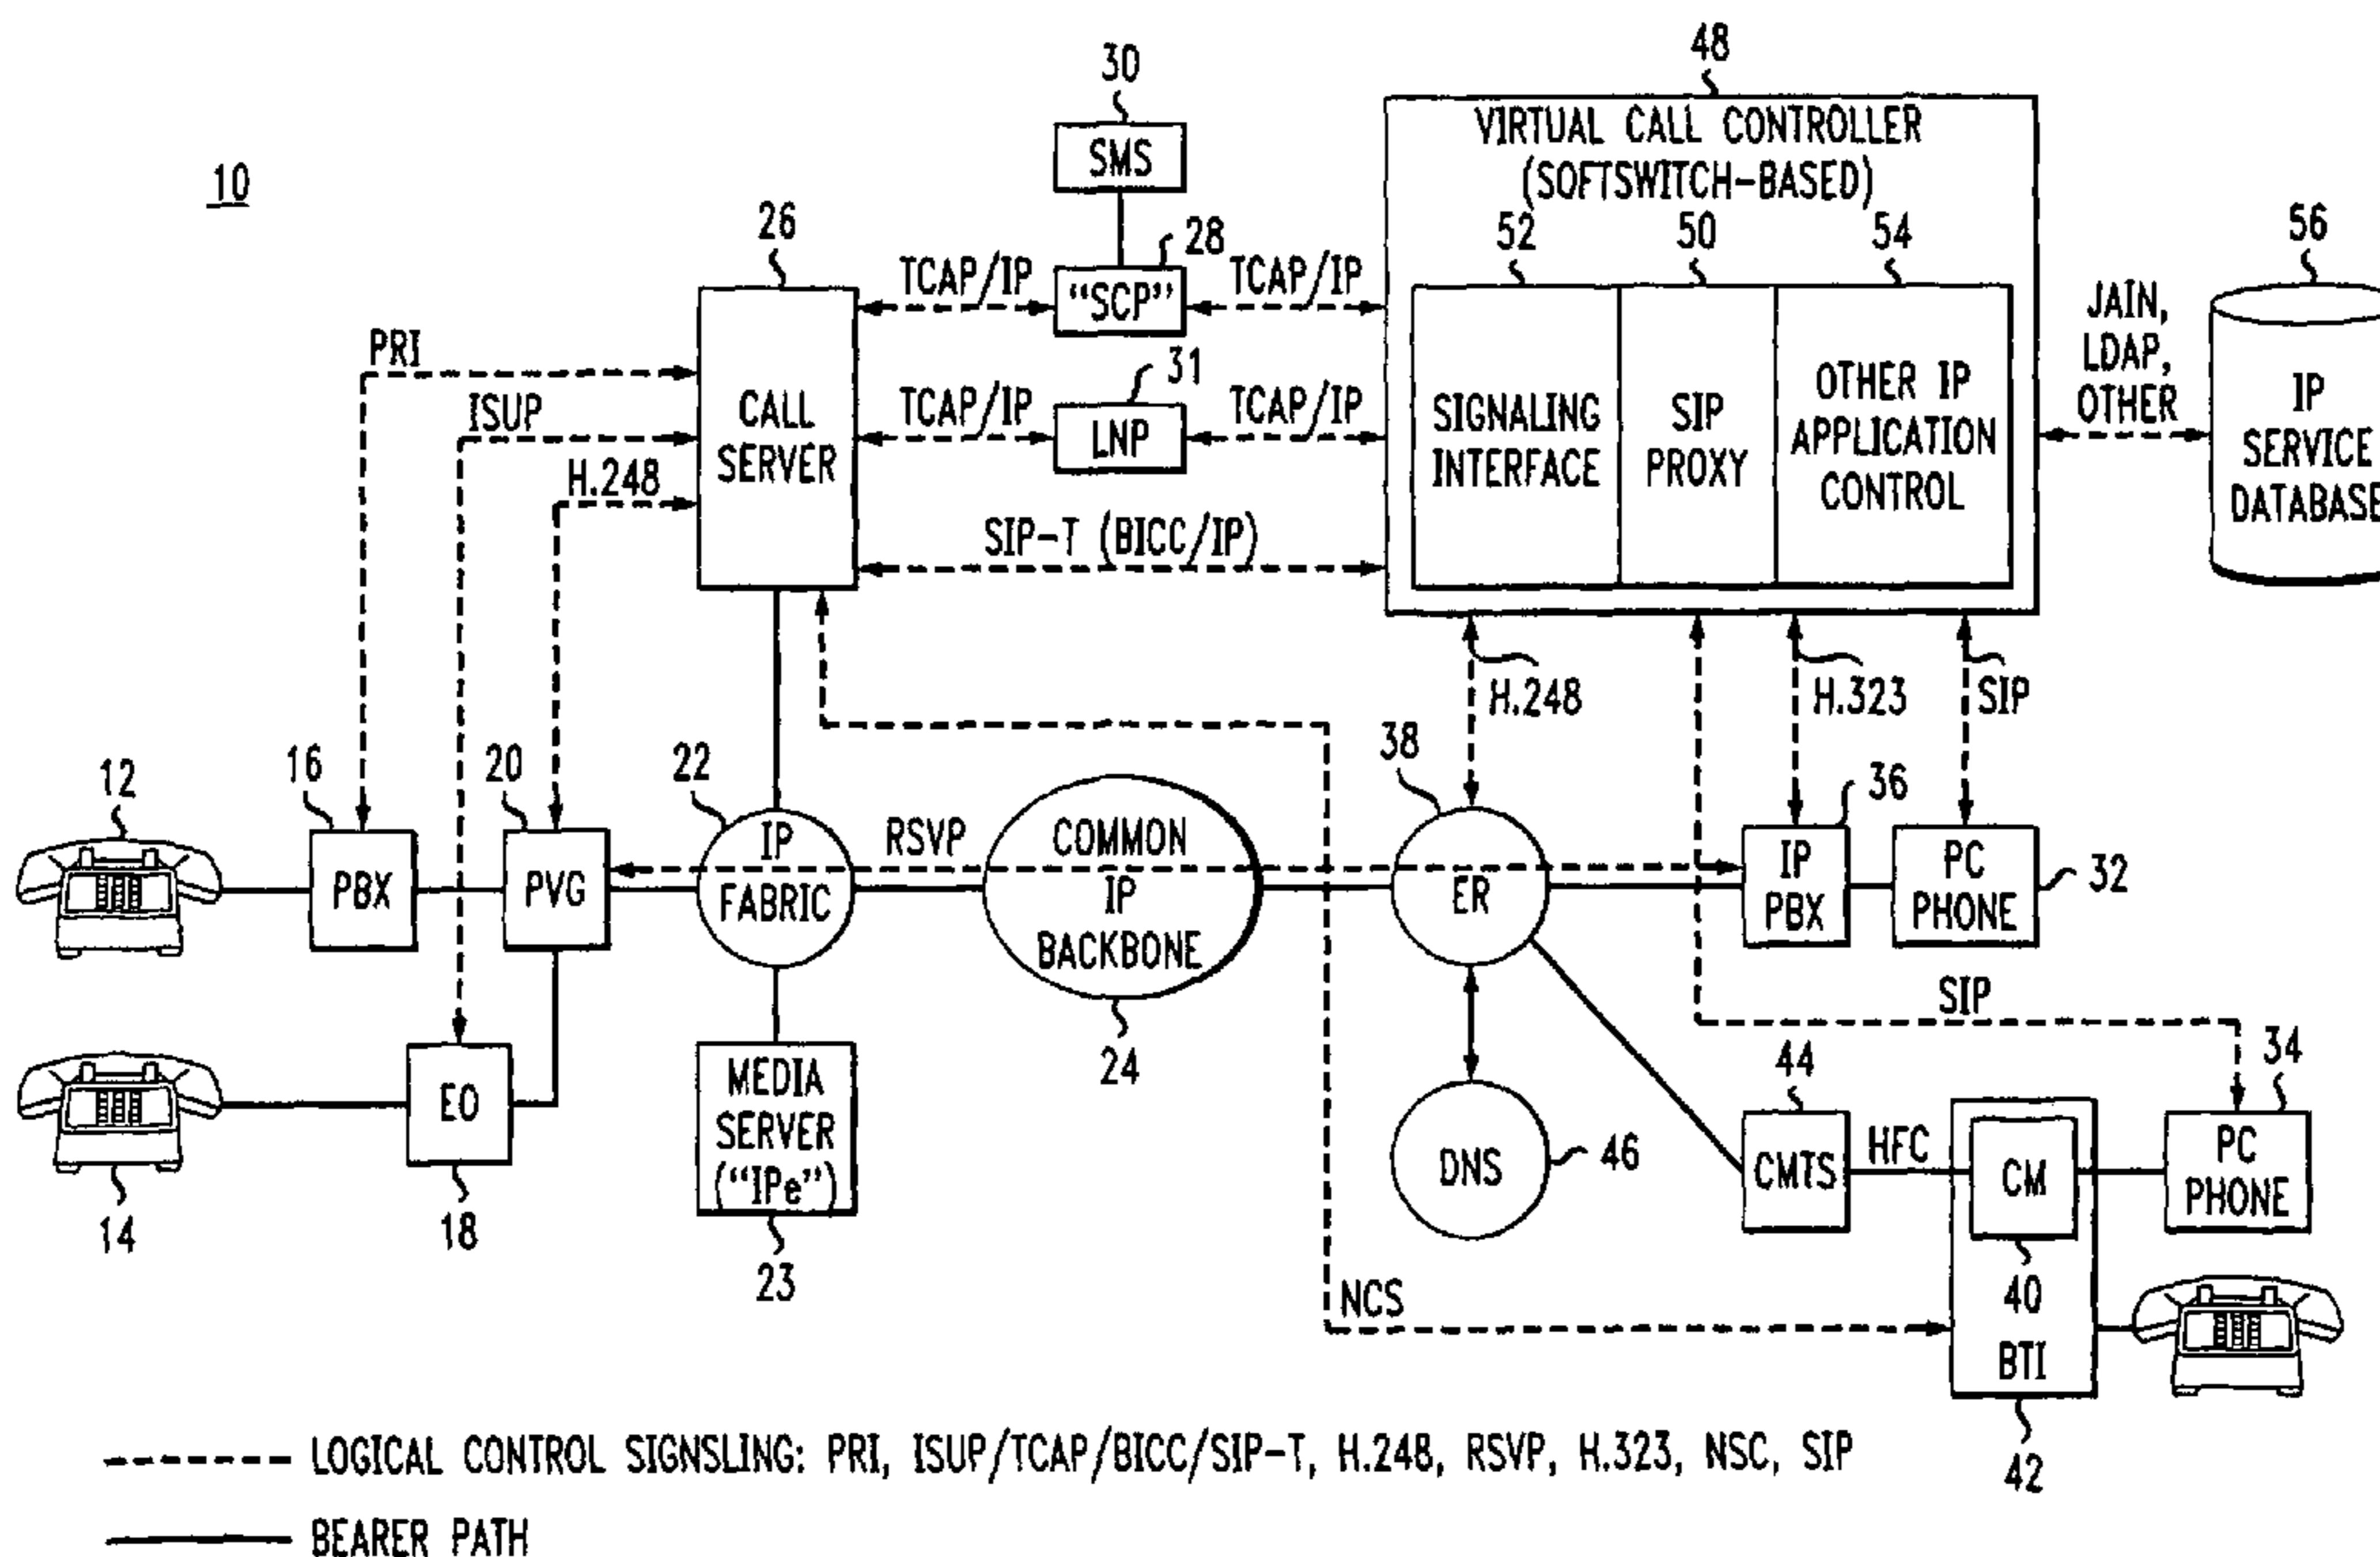 10
30
SMS
48
VIRTUAL CALL CONTROLLER
(SOFTSWITCH-BASED)
52
50
54
SIGNALING
INTERFACE
SIP
PROXY
OTHER IP
APPLICATION
CONTROL
56
JAIN,
LDAP,
OTHER
IP
SERVICE
DATABASE
26
CALL
SERVER
TCAP/IP
28
"SCP"
TCAP/IP
TCAP/IP
31
LNP
TCAP/IP
SIP-T (BICC/IP)
PRI
ISUP
H.248
H.248
H.323
SIP
12
16
PBX
20
PVG
22
IP
FABRIC
RSVP
COMMON
IP
BACKBONE
24
38
ER
36
IP
PBX
PC
PHONE
32
SIP
14
EO
18
MEDIA
SERVER
("IPe")
23
DNS
46
44
CMTS
HFC
CM
40
BTI
42
34
PC
PHONE
NCS
LOGICAL CONTROL SIGNSLING: PRI, ISUP/TCAP/BICC/SIP-T, H.248, RSVP, H.323, NSC, SIP
BEARER PATH